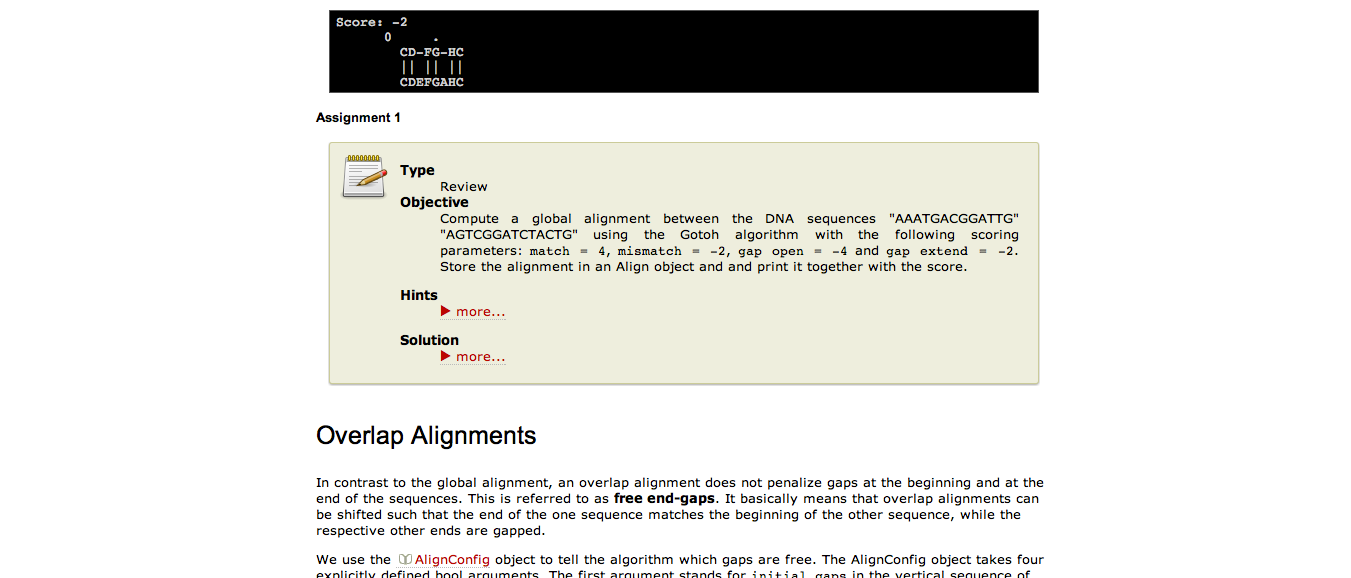 Score: -2
0     .
CD-FG-HC
|| || ||
CDEFGAHC
Assignment 1
Type
Review
Objective
Compute a global alignment between the DNA sequences "AAATGACGGATTG"
"AGTCGGATCTACTG" using the Gotoh algorithm with the following scoring
parameters: match = 4, mismatch = -2, gap open = -4 and gap extend = -2.
Store the alignment in an Align object and and print it together with the score.
Hints
▶ more...
Solution
▶ more...
Overlap Alignments
In contrast to the global alignment, an overlap alignment does not penalize gaps at the beginning and at the
end of the sequences. This is referred to as free end-gaps. It basically means that overlap alignments can
be shifted such that the end of the one sequence matches the beginning of the other sequence, while the
respective other ends are gapped.
We use the AlignConfig object to tell the algorithm which gaps are free. The AlignConfig object takes four
explicitly defined bool arguments. The first argument stands for initial gaps in the vertical sequence of